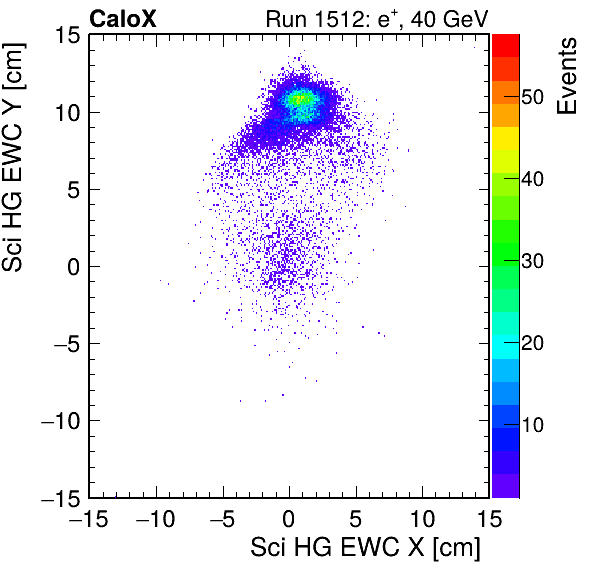 CaloX Run 1512: e+, 40 GeV
Sci HG EWC Y [cm]
Events
15
10
5
0
−5
−10
−15
50
40
30
20
10
−15 −10 −5 0 5 10 15
Sci HG EWC X [cm]